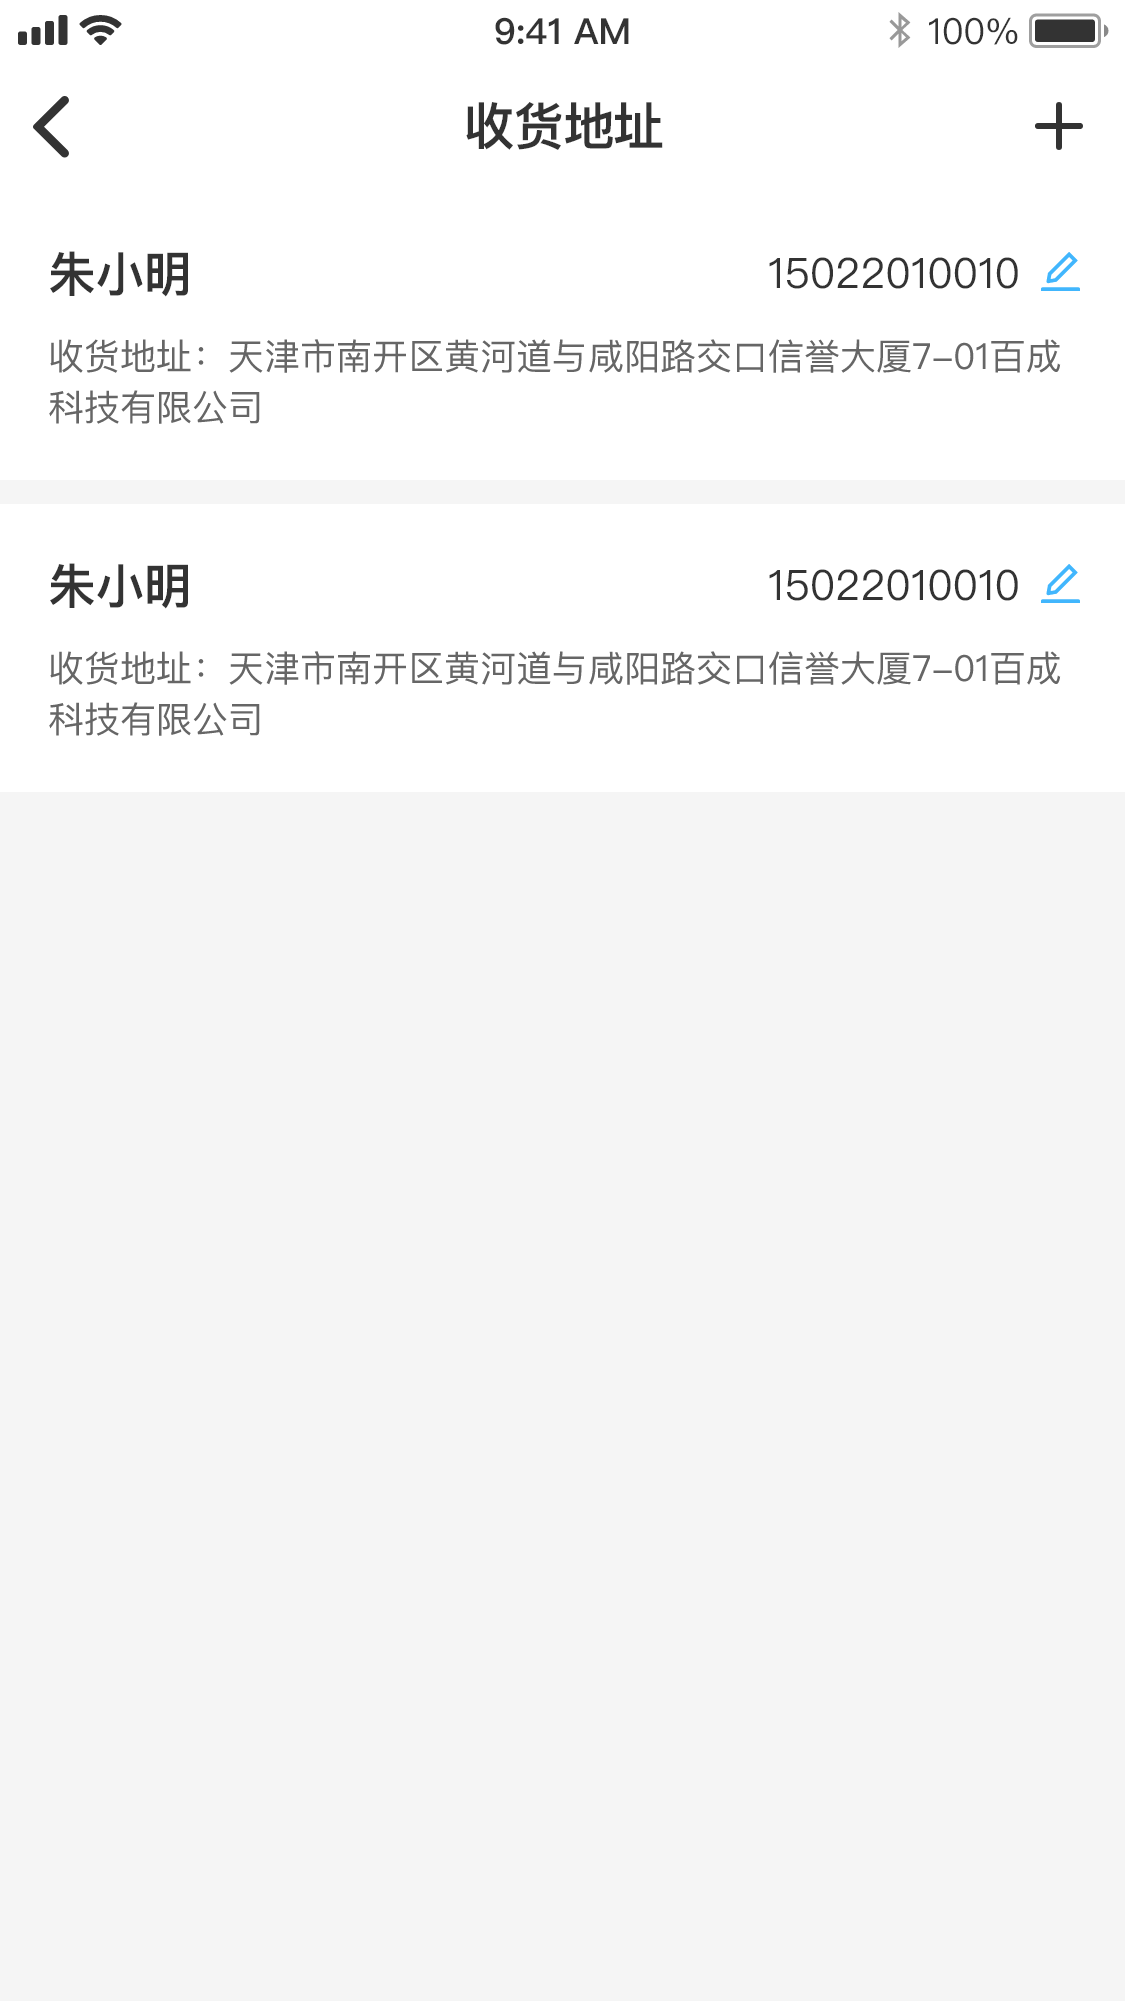 9:41 AM
100%
收货地址
朱小明
15022010010
收货地址：天津市南开区黄河道与咸阳路交口信誉大厦7-01百成
科技有限公司
朱小明
15022010010
收货地址：天津市南开区黄河道与咸阳路交口信誉大厦7-01百成
科技有限公司